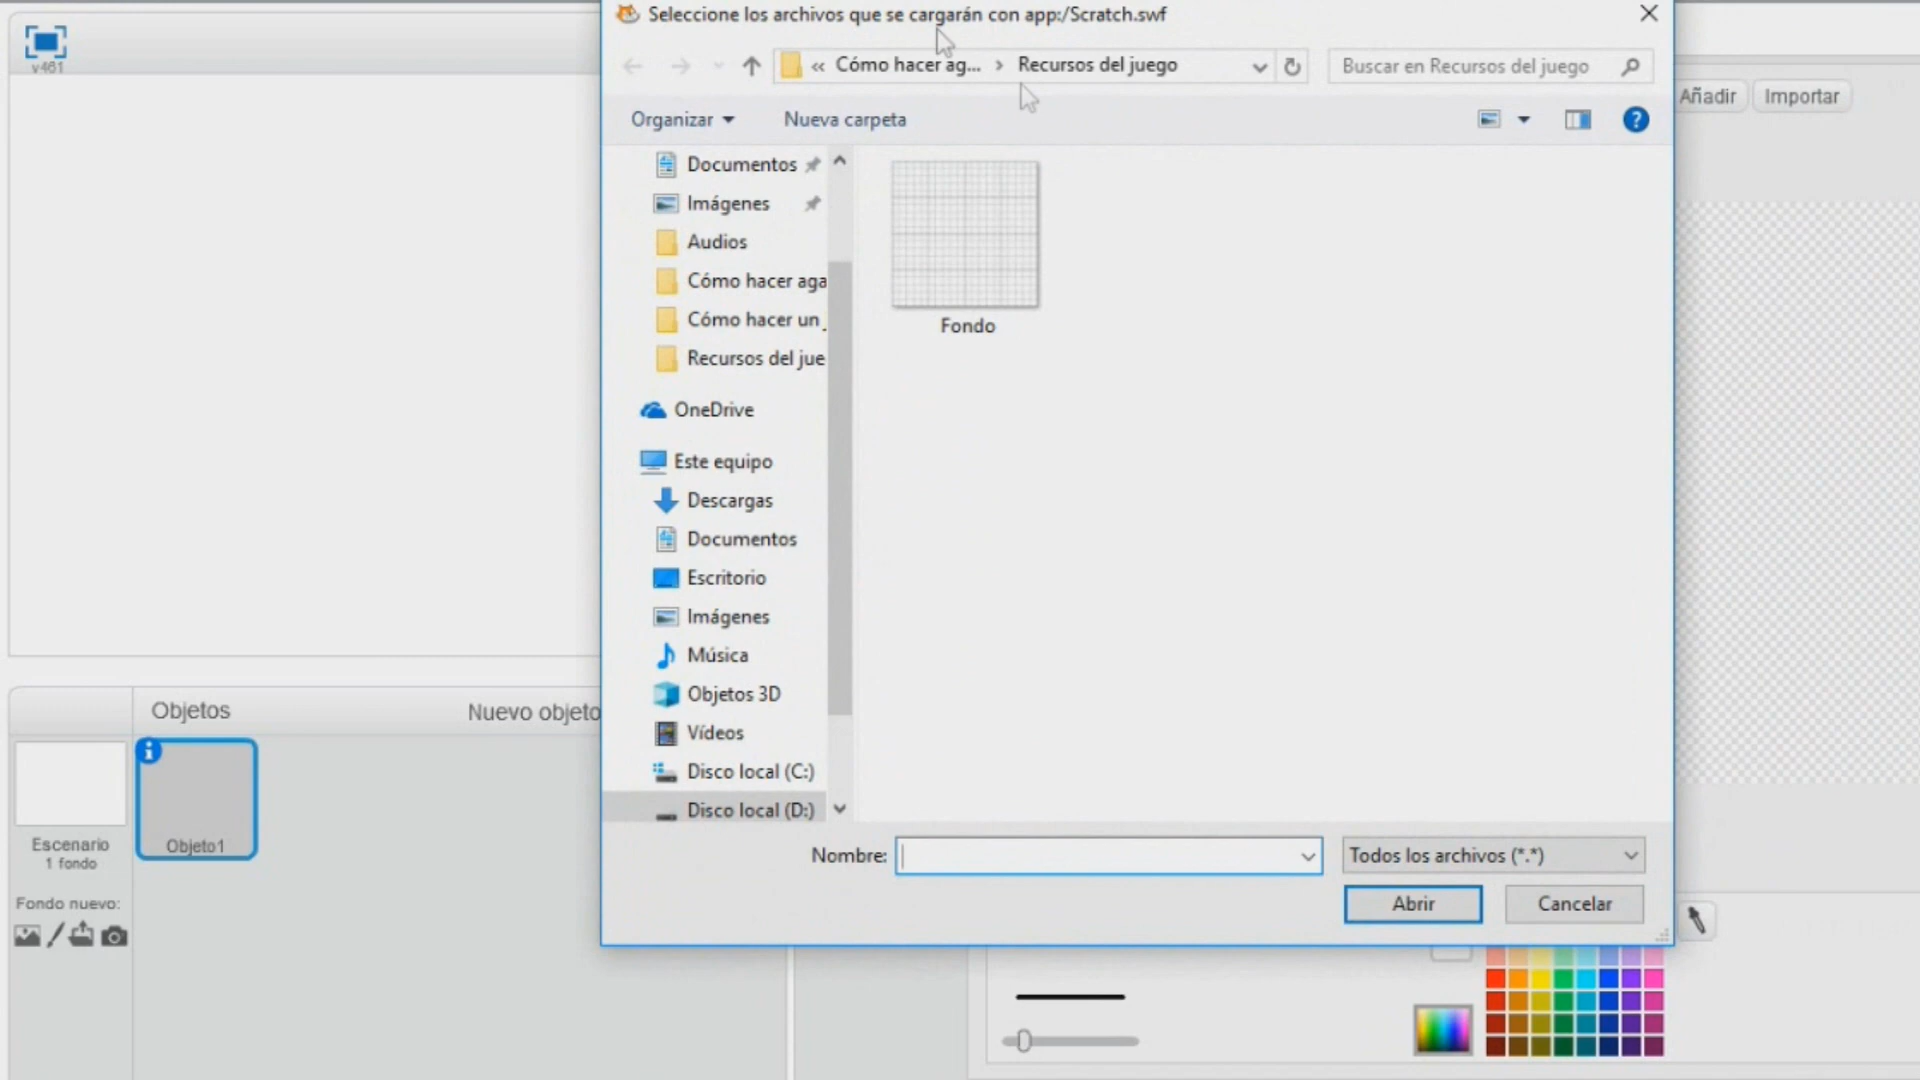 Seleccione los archivos que se cargarán con app:/Scratch.swf
v461
« Cómo hacer ag... › Recursos del juego
Buscar en Recursos del juego
Añadir
Importar
Organizar
Nueva carpeta
?
Documentos
Imágenes
Audios
Cómo hacer aga
Cómo hacer un
Recursos del jue
OneDrive
Este equipo
Descargas
Documentos
Escritorio
Imágenes
Música
Objetos 3D
Vídeos
Disco local (C:)
Disco local (D:)
Fondo
Nombre:
Todos los archivos (*.*)
Abrir
Cancelar
Objetos
Nuevo objeto
Objeto1
Escenario
1 fondo
Fondo nuevo: